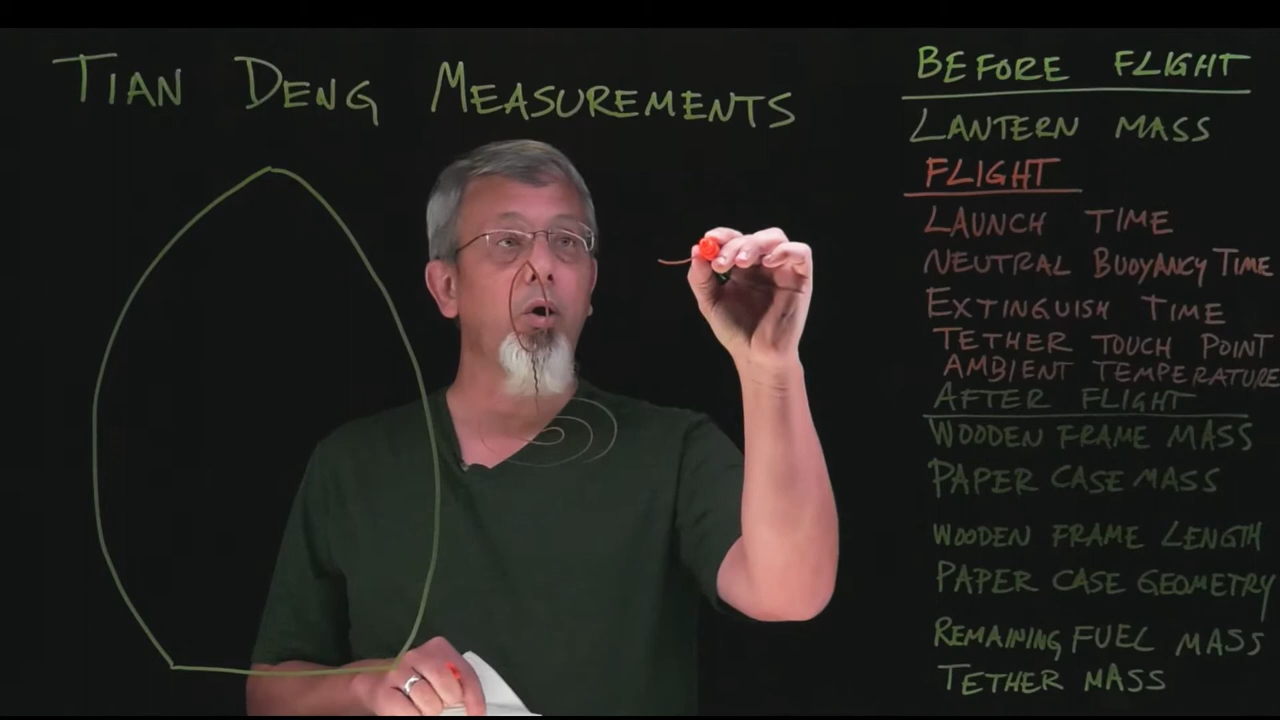 TIAN DENG MEASUREMENTS
BEFORE FLIGHT
LANTERN MASS
FLIGHT
LAUNCH TIME
NEUTRAL BUOYANCY TIME
EXTINGUISH TIME
TETHER TOUCH POINT
AMBIENT TEMPERATURE
AFTER FLIGHT
WOODEN FRAME MASS
PAPER CASE MASS
WOODEN FRAME LENGTH
PAPER CASE GEOMETRY
REMAINING FUEL MASS
TETHER MASS